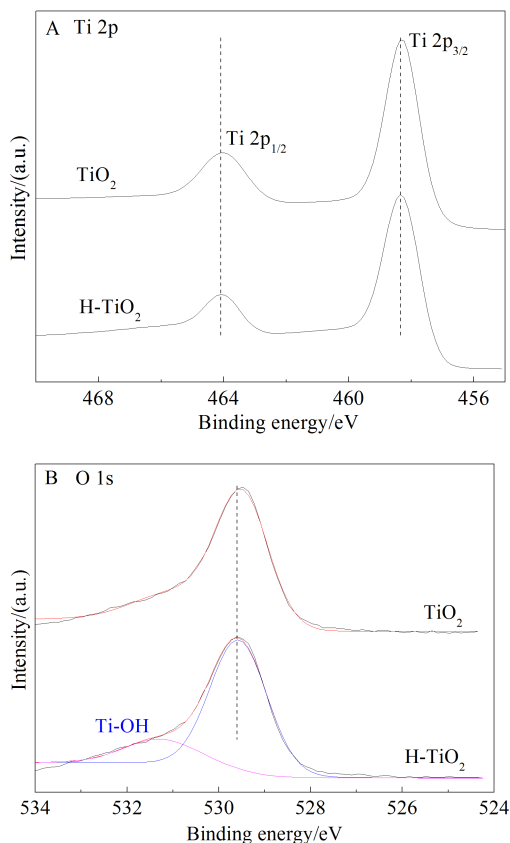 A Ti 2p
Ti 2p3/2
Ti 2p1/2
TiO2
H-TiO2
Intensity/(a.u.)
468 464 460 456
Binding energy/eV
B O 1s
TiO2
Ti-OH
H-TiO2
Intensity/(a.u.)
534 532 530 528 526 524
Binding energy/eV